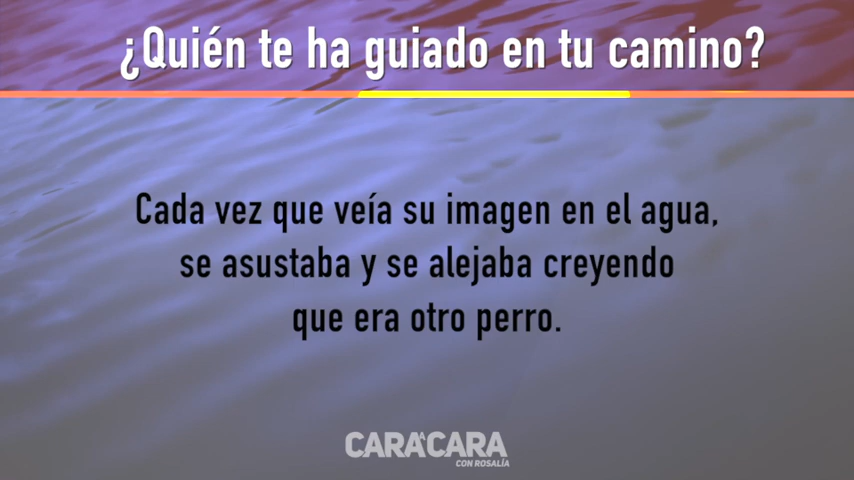 ¿Quién te ha guiado en tu camino?
Cada vez que veía su imagen en el agua,
se asustaba y se alejaba creyendo
que era otro perro.
CARA A CARA
CON ROSALÍA